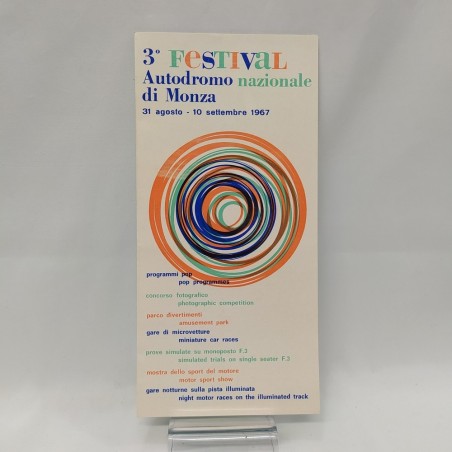 3° FeSTIVaL
Autodromo nazionale
di Monza
31 agosto - 10 settembre 1967
programmi pop
pop programmes
concorso fotografico
photographic competition
parco divertimenti
amusement park
gare di microvetture
miniature car races
prove simulate su monoposto F.3
simulated trials on single seater F.3
mostra dello sport del motore
motor sport show
gare notturne sulla pista illuminata
night motor races on the illuminated track